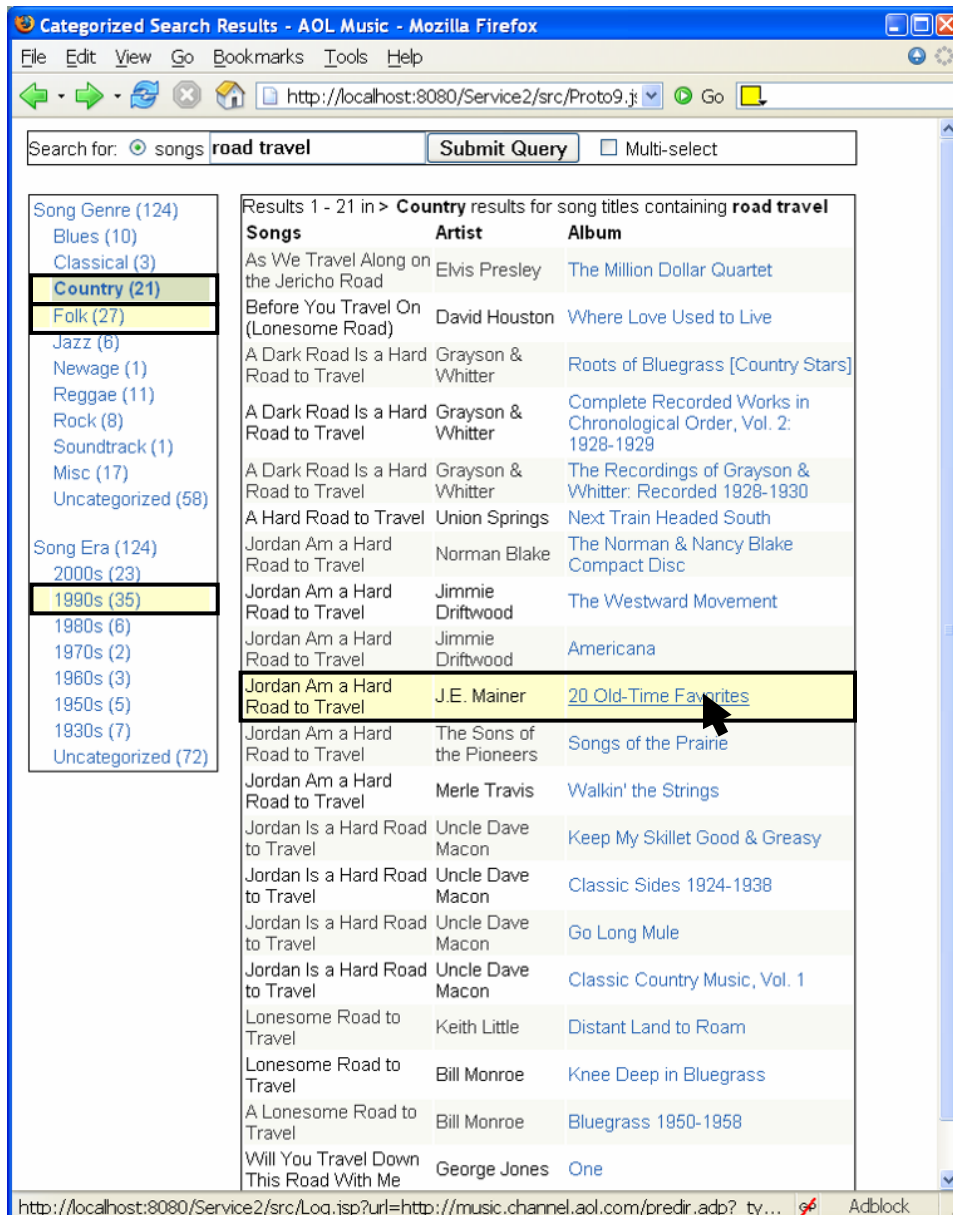 Categorized Search Results - AOL Music - Mozilla Firefox
File Edit View Go Bookmarks Tools Help
http://localhost:8080/Service2/src/Proto9.js Go
Search for: songs road travel Submit Query Multi-select
Song Genre (124)
Blues (10)
Classical (3)
Country (21)
Folk (27)
Jazz (6)
Newage (1)
Reggae (11)
Rock (8)
Soundtrack (1)
Misc (17)
Uncategorized (58)
Song Era (124)
2000s (23)
1990s (35)
1980s (6)
1970s (2)
1960s (3)
1950s (5)
1930s (7)
Uncategorized (72)
Results 1 - 21 in > Country results for song titles containing road travel
Songs Artist Album
As We Travel Along on
the Jericho Road
Elvis Presley
The Million Dollar Quartet
Before You Travel On
(Lonesome Road)
David Houston
Where Love Used to Live
A Dark Road Is a Hard
Road to Travel
Grayson &
Whitter
Roots of Bluegrass [Country Stars]
A Dark Road Is a Hard
Road to Travel
Grayson &
Whitter
Complete Recorded Works in
Chronological Order, Vol. 2:
1928-1929
A Dark Road Is a Hard
Road to Travel
Grayson &
Whitter
The Recordings of Grayson &
Whitter: Recorded 1928-1930
A Hard Road to Travel
Union Springs
Next Train Headed South
Jordan Am a Hard
Road to Travel
Norman Blake
The Norman & Nancy Blake
Compact Disc
Jordan Am a Hard
Road to Travel
Jimmie
Driftwood
The Westward Movement
Jordan Am a Hard
Road to Travel
Jimmie
Driftwood
Americana
Jordan Am a Hard
Road to Travel
J.E. Mainer
20 Old-Time Favorites
Jordan Am a Hard
Road to Travel
The Sons of
the Pioneers
Songs of the Prairie
Jordan Am a Hard
Road to Travel
Merle Travis
Walkin' the Strings
Jordan Is a Hard Road
to Travel
Uncle Dave
Macon
Keep My Skillet Good & Greasy
Jordan Is a Hard Road
to Travel
Uncle Dave
Macon
Classic Sides 1924-1938
Jordan Is a Hard Road
to Travel
Uncle Dave
Macon
Go Long Mule
Jordan Is a Hard Road
to Travel
Uncle Dave
Macon
Classic Country Music, Vol. 1
Lonesome Road to
Travel
Keith Little
Distant Land to Roam
Lonesome Road to
Travel
Bill Monroe
Knee Deep in Bluegrass
A Lonesome Road to
Travel
Bill Monroe
Bluegrass 1950-1958
Will You Travel Down
This Road With Me
George Jones
One
http://localhost:8080/Service2/src/Log.jsp?url=http://music.channel.aol.com/predir.adp?_ty... Adblock